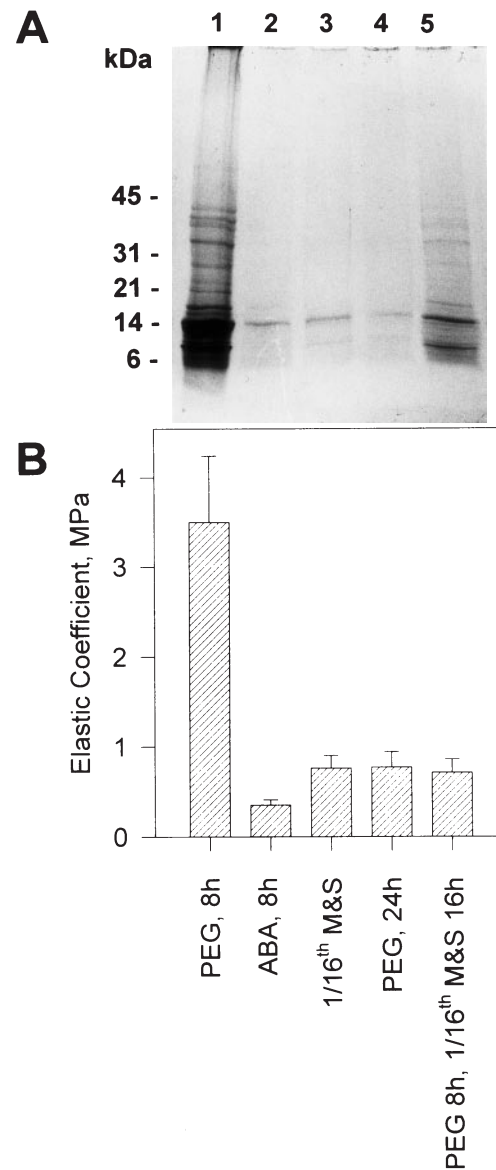 A
1 2 3 4 5
kDa
45 -
31 -
21 -
14 -
6 -
B
Elastic Coefficient, MPa
4
3
2
1
0
PEG, 8h
ABA, 8h
1/16th M&S
PEG, 24h
PEG 8h, 1/16th M&S 16h